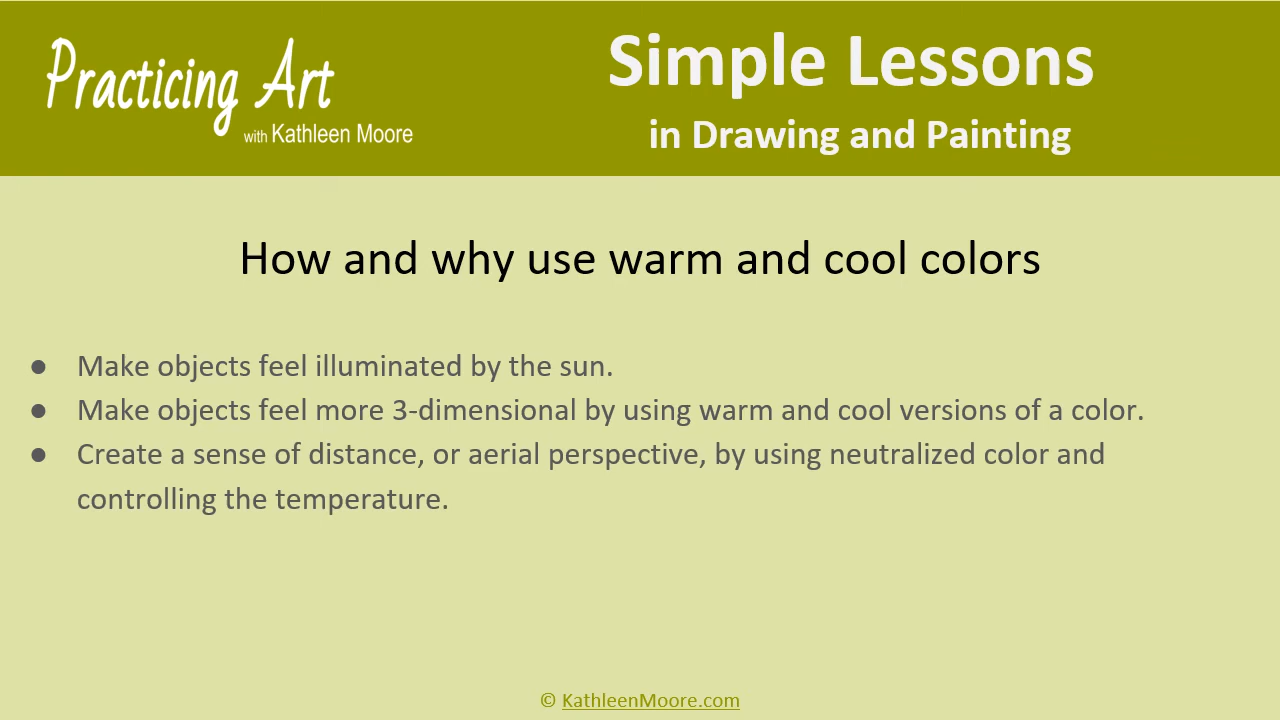 Practicing Art
with Kathleen Moore
Simple Lessons
in Drawing and Painting
How and why use warm and cool colors
● Make objects feel illuminated by the sun.
● Make objects feel more 3-dimensional by using warm and cool versions of a color.
● Create a sense of distance, or aerial perspective, by using neutralized color and
controlling the temperature.
© KathleenMoore.com